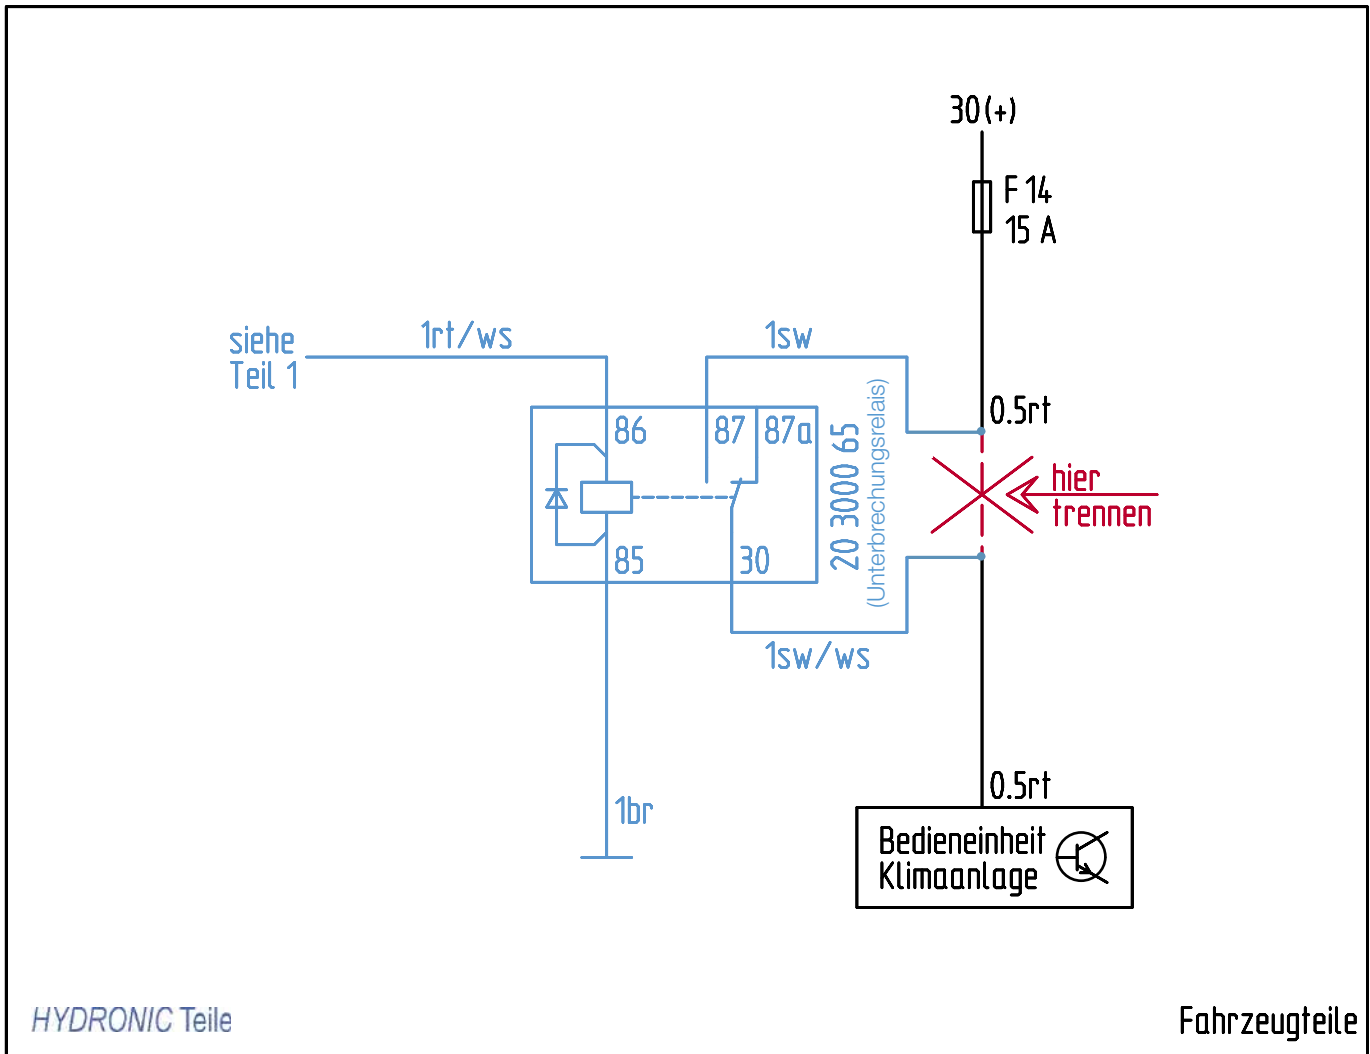 30(+)
F 14
15 A
siehe
Teil 1
1rt/ws
1sw
0.5rt
86
87
87a
20 3000 65
(Unterbrechungsrelais)
hier
trennen
85
30
1sw/ws
0.5rt
1br
Bedieneinheit
Klimaanlage
HYDRONIC Teile
Fahrzeugteile